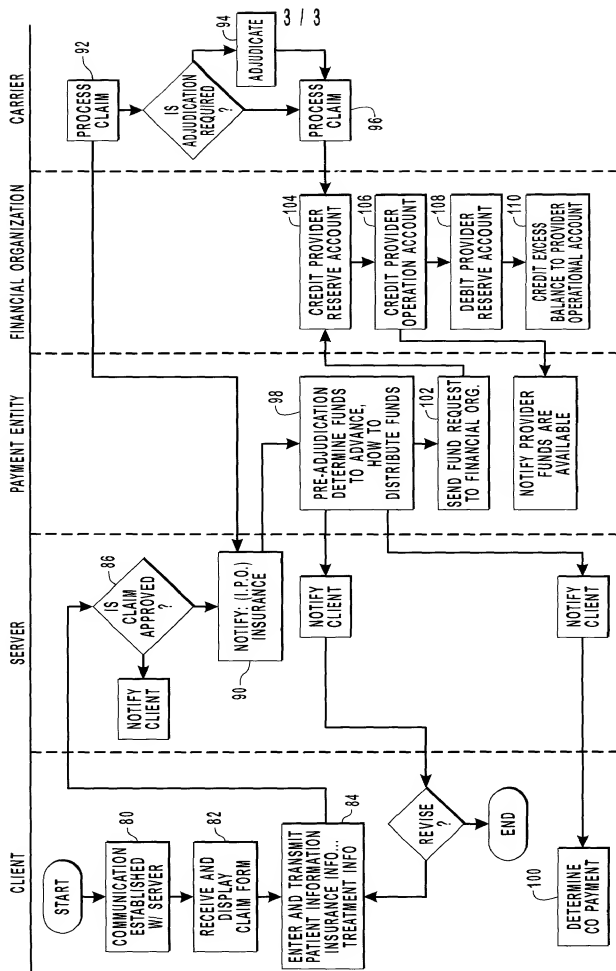 3 / 3
CLIENT
START
80
COMMUNICATION
ESTABLISHED
W/ SERVER
82
RECEIVE AND
DISPLAY
CLAIM FORM
ENTER AND TRANSMIT
PATIENT INFORMATION
INSURANCE INFO...
TREATMENT INFO
84
REVISE ?
END
DETERMINE
CO PAYMENT
100
SERVER
86
IS
CLAIM
APPROVED
?
NOTIFY
CLIENT
NOTIFY: (I.P.O.)
INSURANCE
90
NOTIFY CLIENT
NOTIFY CLIENT
PAYMENT ENTITY
98
PRE-ADJUDICATION
DETERMINE FUNDS
TO ADVANCE,
HOW TO
DISTRIBUTE FUNDS
102
SEND FUND REQUEST
TO FINANCIAL ORG.
NOTIFY PROVIDER
FUNDS ARE
AVAILABLE
FINANCIAL ORGANIZATION
104
CREDIT PROVIDER
RESERVE ACCOUNT
106
CREDIT PROVIDER
OPERATION ACCOUNT
108
DEBIT PROVIDER
RESERVE ACCOUNT
110
CREDIT EXCESS
BALANCE TO PROVIDER
OPERATIONAL ACCOUNT
CARRIER
92
PROCESS
CLAIM
IS
ADJUDICATION
REQUIRED
?
94
ADJUDICATE
PROCESS
CLAIM
96